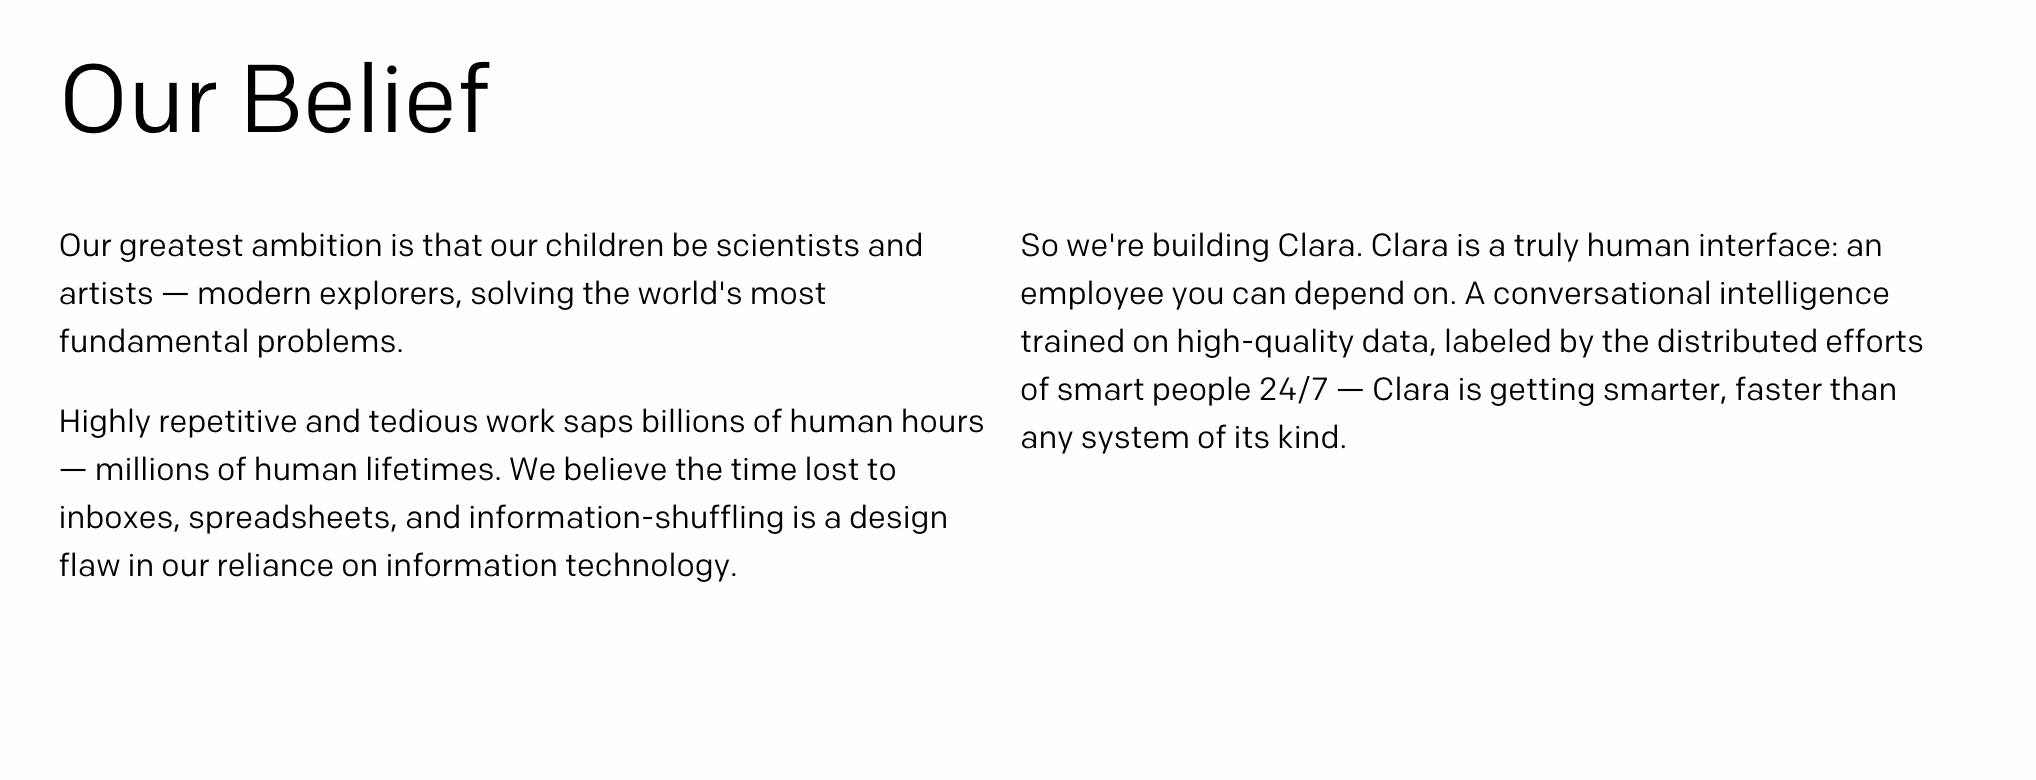 Our Belief
Our greatest ambition is that our children be scientists and
artists — modern explorers, solving the world's most
fundamental problems.
Highly repetitive and tedious work saps billions of human hours
— millions of human lifetimes. We believe the time lost to
inboxes, spreadsheets, and information-shuffling is a design
flaw in our reliance on information technology.
So we're building Clara. Clara is a truly human interface: an
employee you can depend on. A conversational intelligence
trained on high-quality data, labeled by the distributed efforts
of smart people 24/7 — Clara is getting smarter, faster than
any system of its kind.